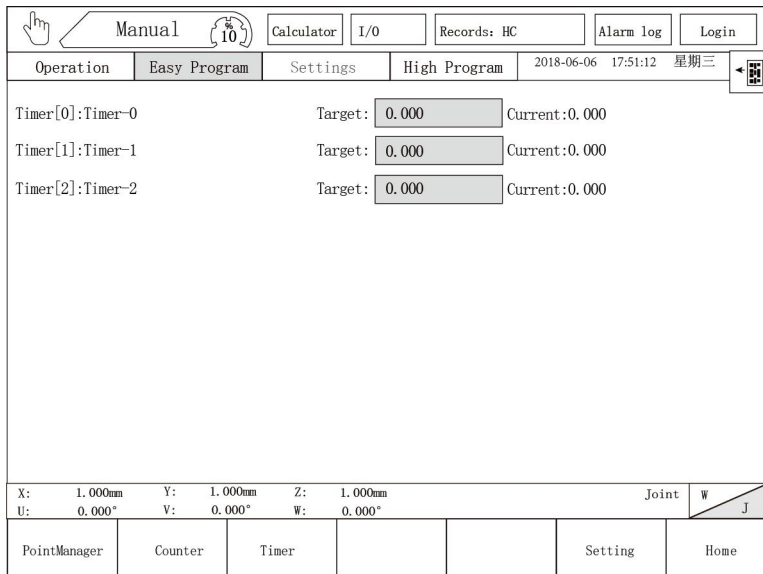 Manual % 10 Calculator I/O Records: HC Alarm log Login
Operation Easy Program Settings High Program 2018-06-06 17:51:12 星期三
Timer[0]:Timer-0 Target: 0.000 Current:0.000
Timer[1]:Timer-1 Target: 0.000 Current:0.000
Timer[2]:Timer-2 Target: 0.000 Current:0.000
X: 1.000mm Y: 1.000mm Z: 1.000mm Joint W J
U: 0.000° V: 0.000° W: 0.000°
PointManager Counter Timer Setting Home